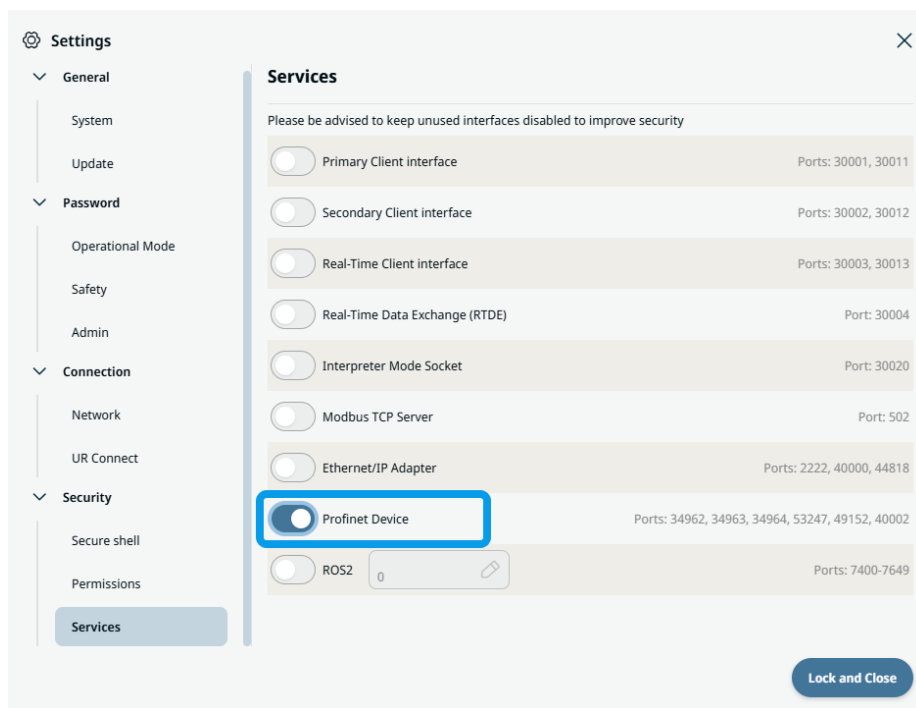 Settings
General
System
Update
Password
Operational Mode
Safety
Admin
Connection
Network
UR Connect
Security
Secure shell
Permissions
Services
Services
Please be advised to keep unused interfaces disabled to improve security
Primary Client interface Ports: 30001, 30011
Secondary Client interface Ports: 30002, 30012
Real-Time Client interface Ports: 30003, 30013
Real-Time Data Exchange (RTDE) Port: 30004
Interpreter Mode Socket Port: 30020
Modbus TCP Server Port: 502
Ethernet/IP Adapter Ports: 2222, 40000, 44818
Profinet Device Ports: 34962, 34963, 34964, 53247, 49152, 40002
ROS2 0 Ports: 7400-7649
Lock and Close